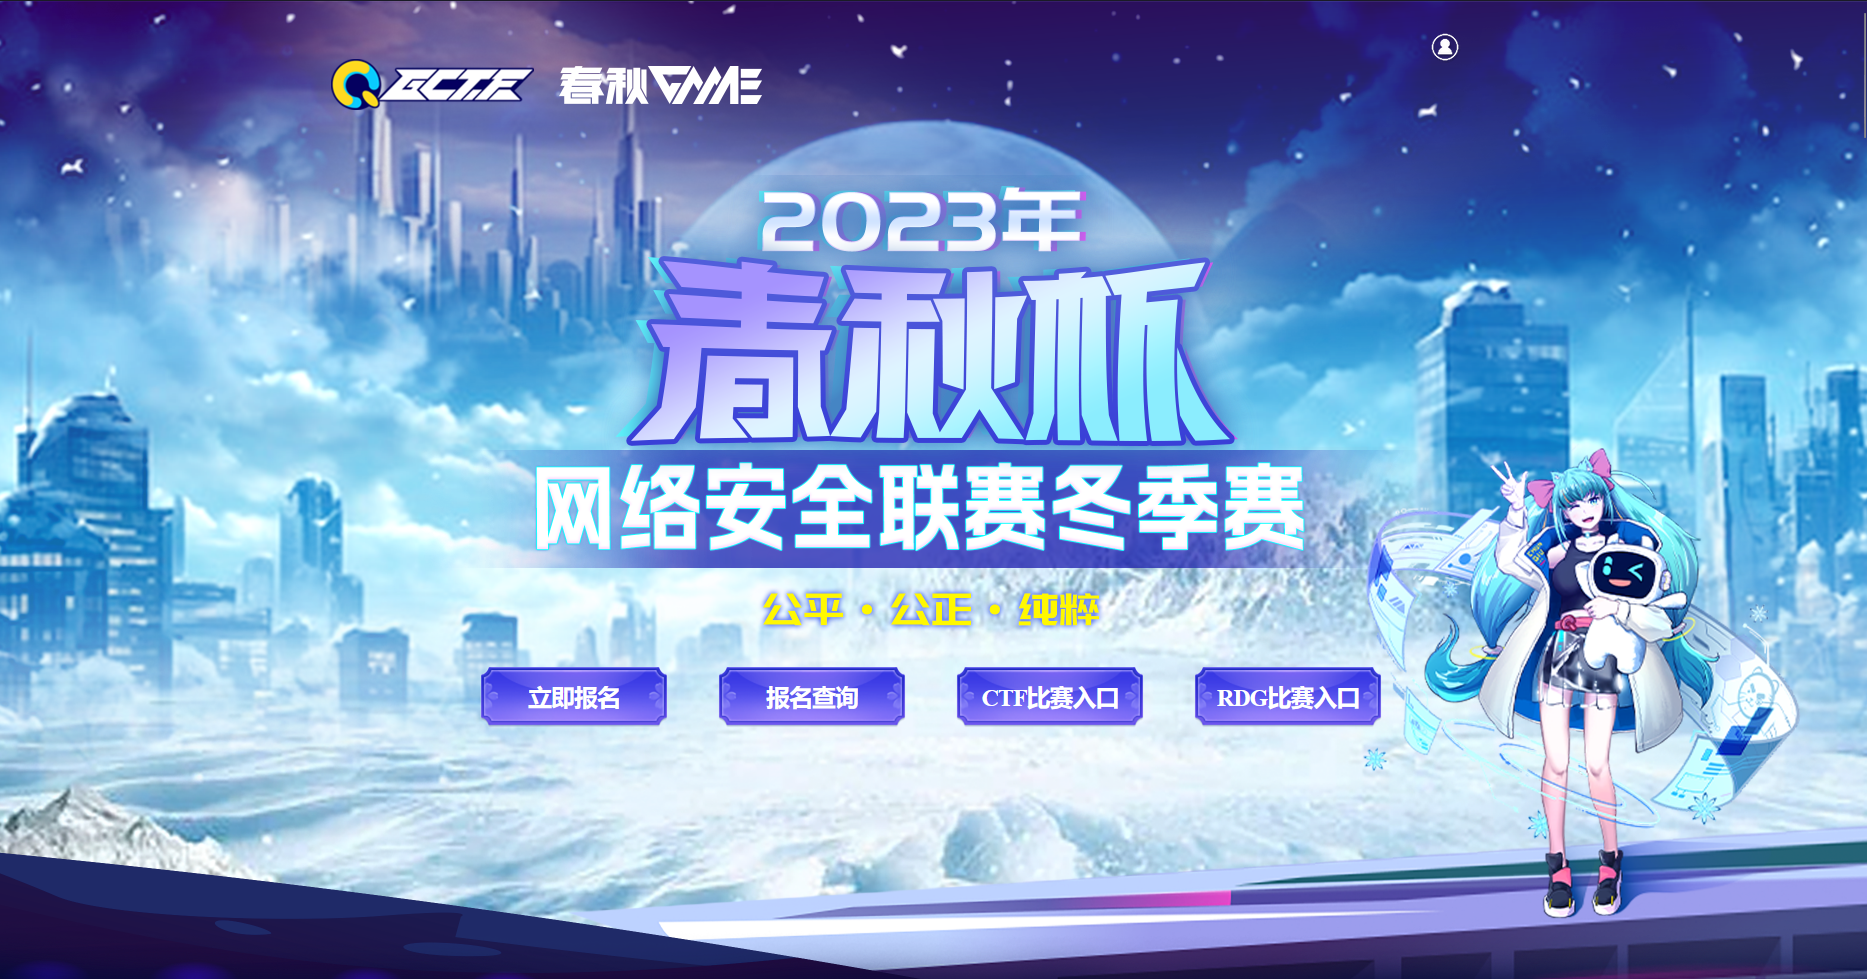 GCTF 春秋GAME
2023年
春秋杯
网络安全联赛冬季赛
公平·公正·纯粹
立即报名
报名查询
CTF比赛入口
RDG比赛入口